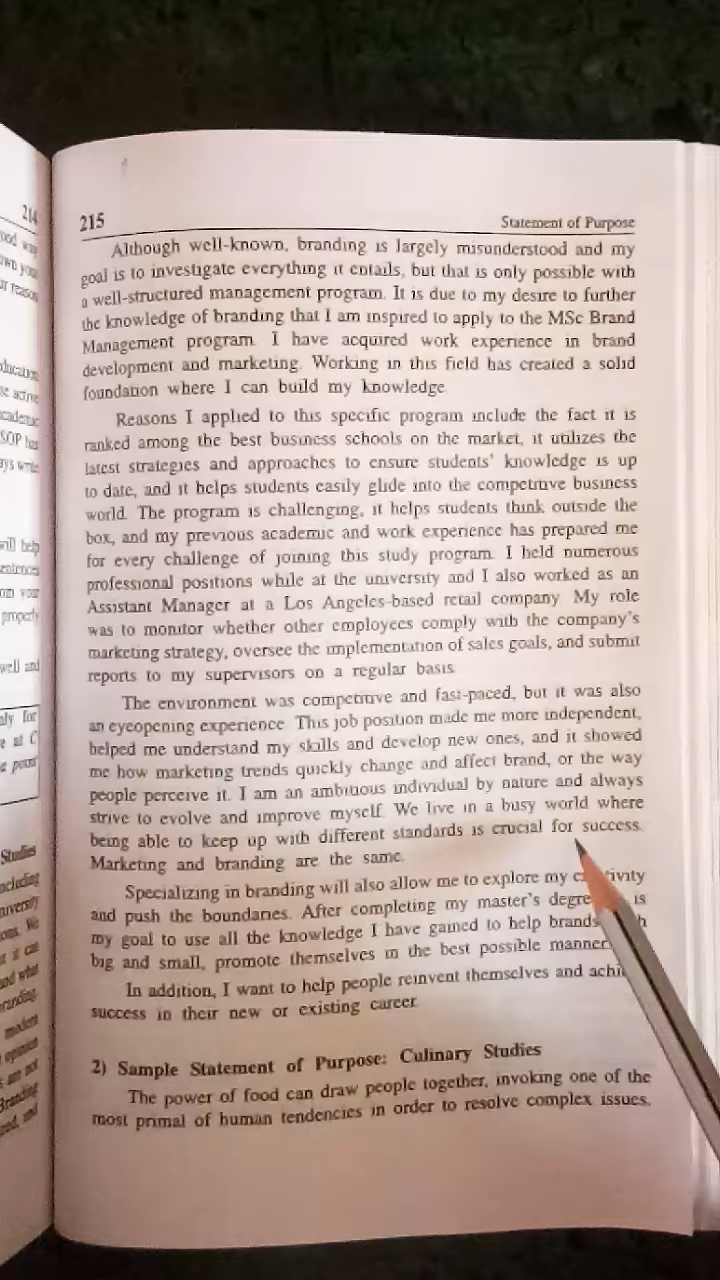 215
Statement of Purpose
Although well-known, branding is largely misunderstood and my
goal is to investigate everything it entails, but that is only possible with
a well-structured management program. It is due to my desire to further
the knowledge of branding that I am inspired to apply to the MSc Brand
Management program. I have acquired work experience in brand
development and marketing. Working in this field has created a solid
foundation where I can build my knowledge.
Reasons I applied to this specific program include the fact it is
ranked among the best business schools on the market, it utilizes the
latest strategies and approaches to ensure students' knowledge is up
to date, and it helps students easily glide into the competitive business
world. The program is challenging, it helps students think outside the
box, and my previous academic and work experience has prepared me
for every challenge of joining this study program. I held numerous
professional positions while at the university and I also worked as an
Assistant Manager at a Los Angeles-based retail company. My role
was to monitor whether other employees comply with the company's
marketing strategy, oversee the implementation of sales goals, and submit
reports to my supervisors on a regular basis.
The environment was competitive and fast-paced, but it was also
an eyeopening experience. This job position made me more independent,
helped me understand my skills and develop new ones, and it showed
me how marketing trends quickly change and affect brand, or the way
people perceive it. I am an ambitious individual by nature and always
strive to evolve and improve myself. We live in a busy world where
being able to keep up with different standards is crucial for success.
Marketing and branding are the same.
Specializing in branding will also allow me to explore my
and push the boundaries. After completing my master's is
my goal to use all the knowledge I have gained to help brands
big and small, promote themselves in the best possible manner
In addition, I want to help people reinvent themselves and
success in their new or existing career.
2) Sample Statement of Purpose: Culinary Studies
The power of food can draw people together, invoking one of the
most primal of human tendencies in order to resolve complex issues.
214
SOP has
will help
properly
well and
Studies